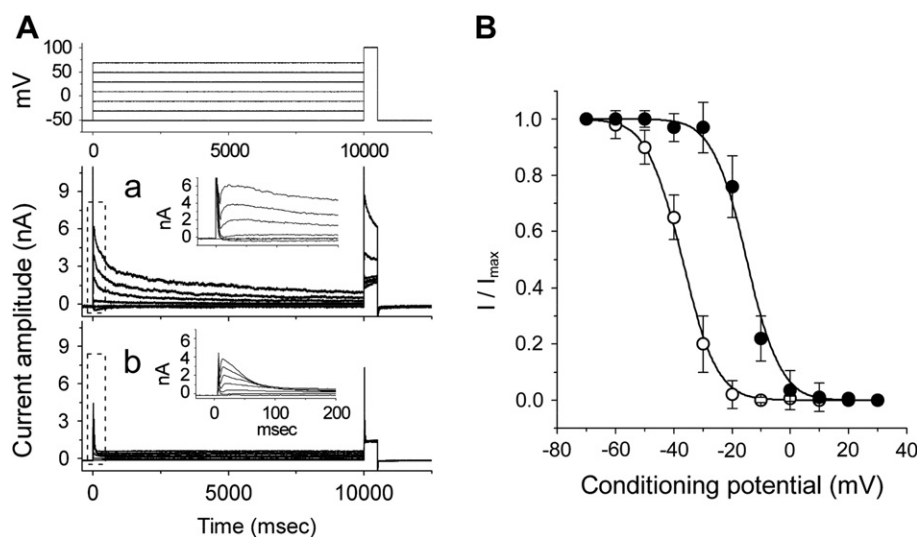 A
100
50
0
-50
mV
0 5000 10000
a
9
6
3
0
6
4
2
0
nA
Current amplitude (nA)
b
9
6
3
0
6
4
2
0
nA
0 100 200
msec
0 5000 10000
Time (msec)
B
1.0
0.8
0.6
0.4
0.2
0.0
I / Imax
-80 -60 -40 -20 0 20 40
Conditioning potential (mV)